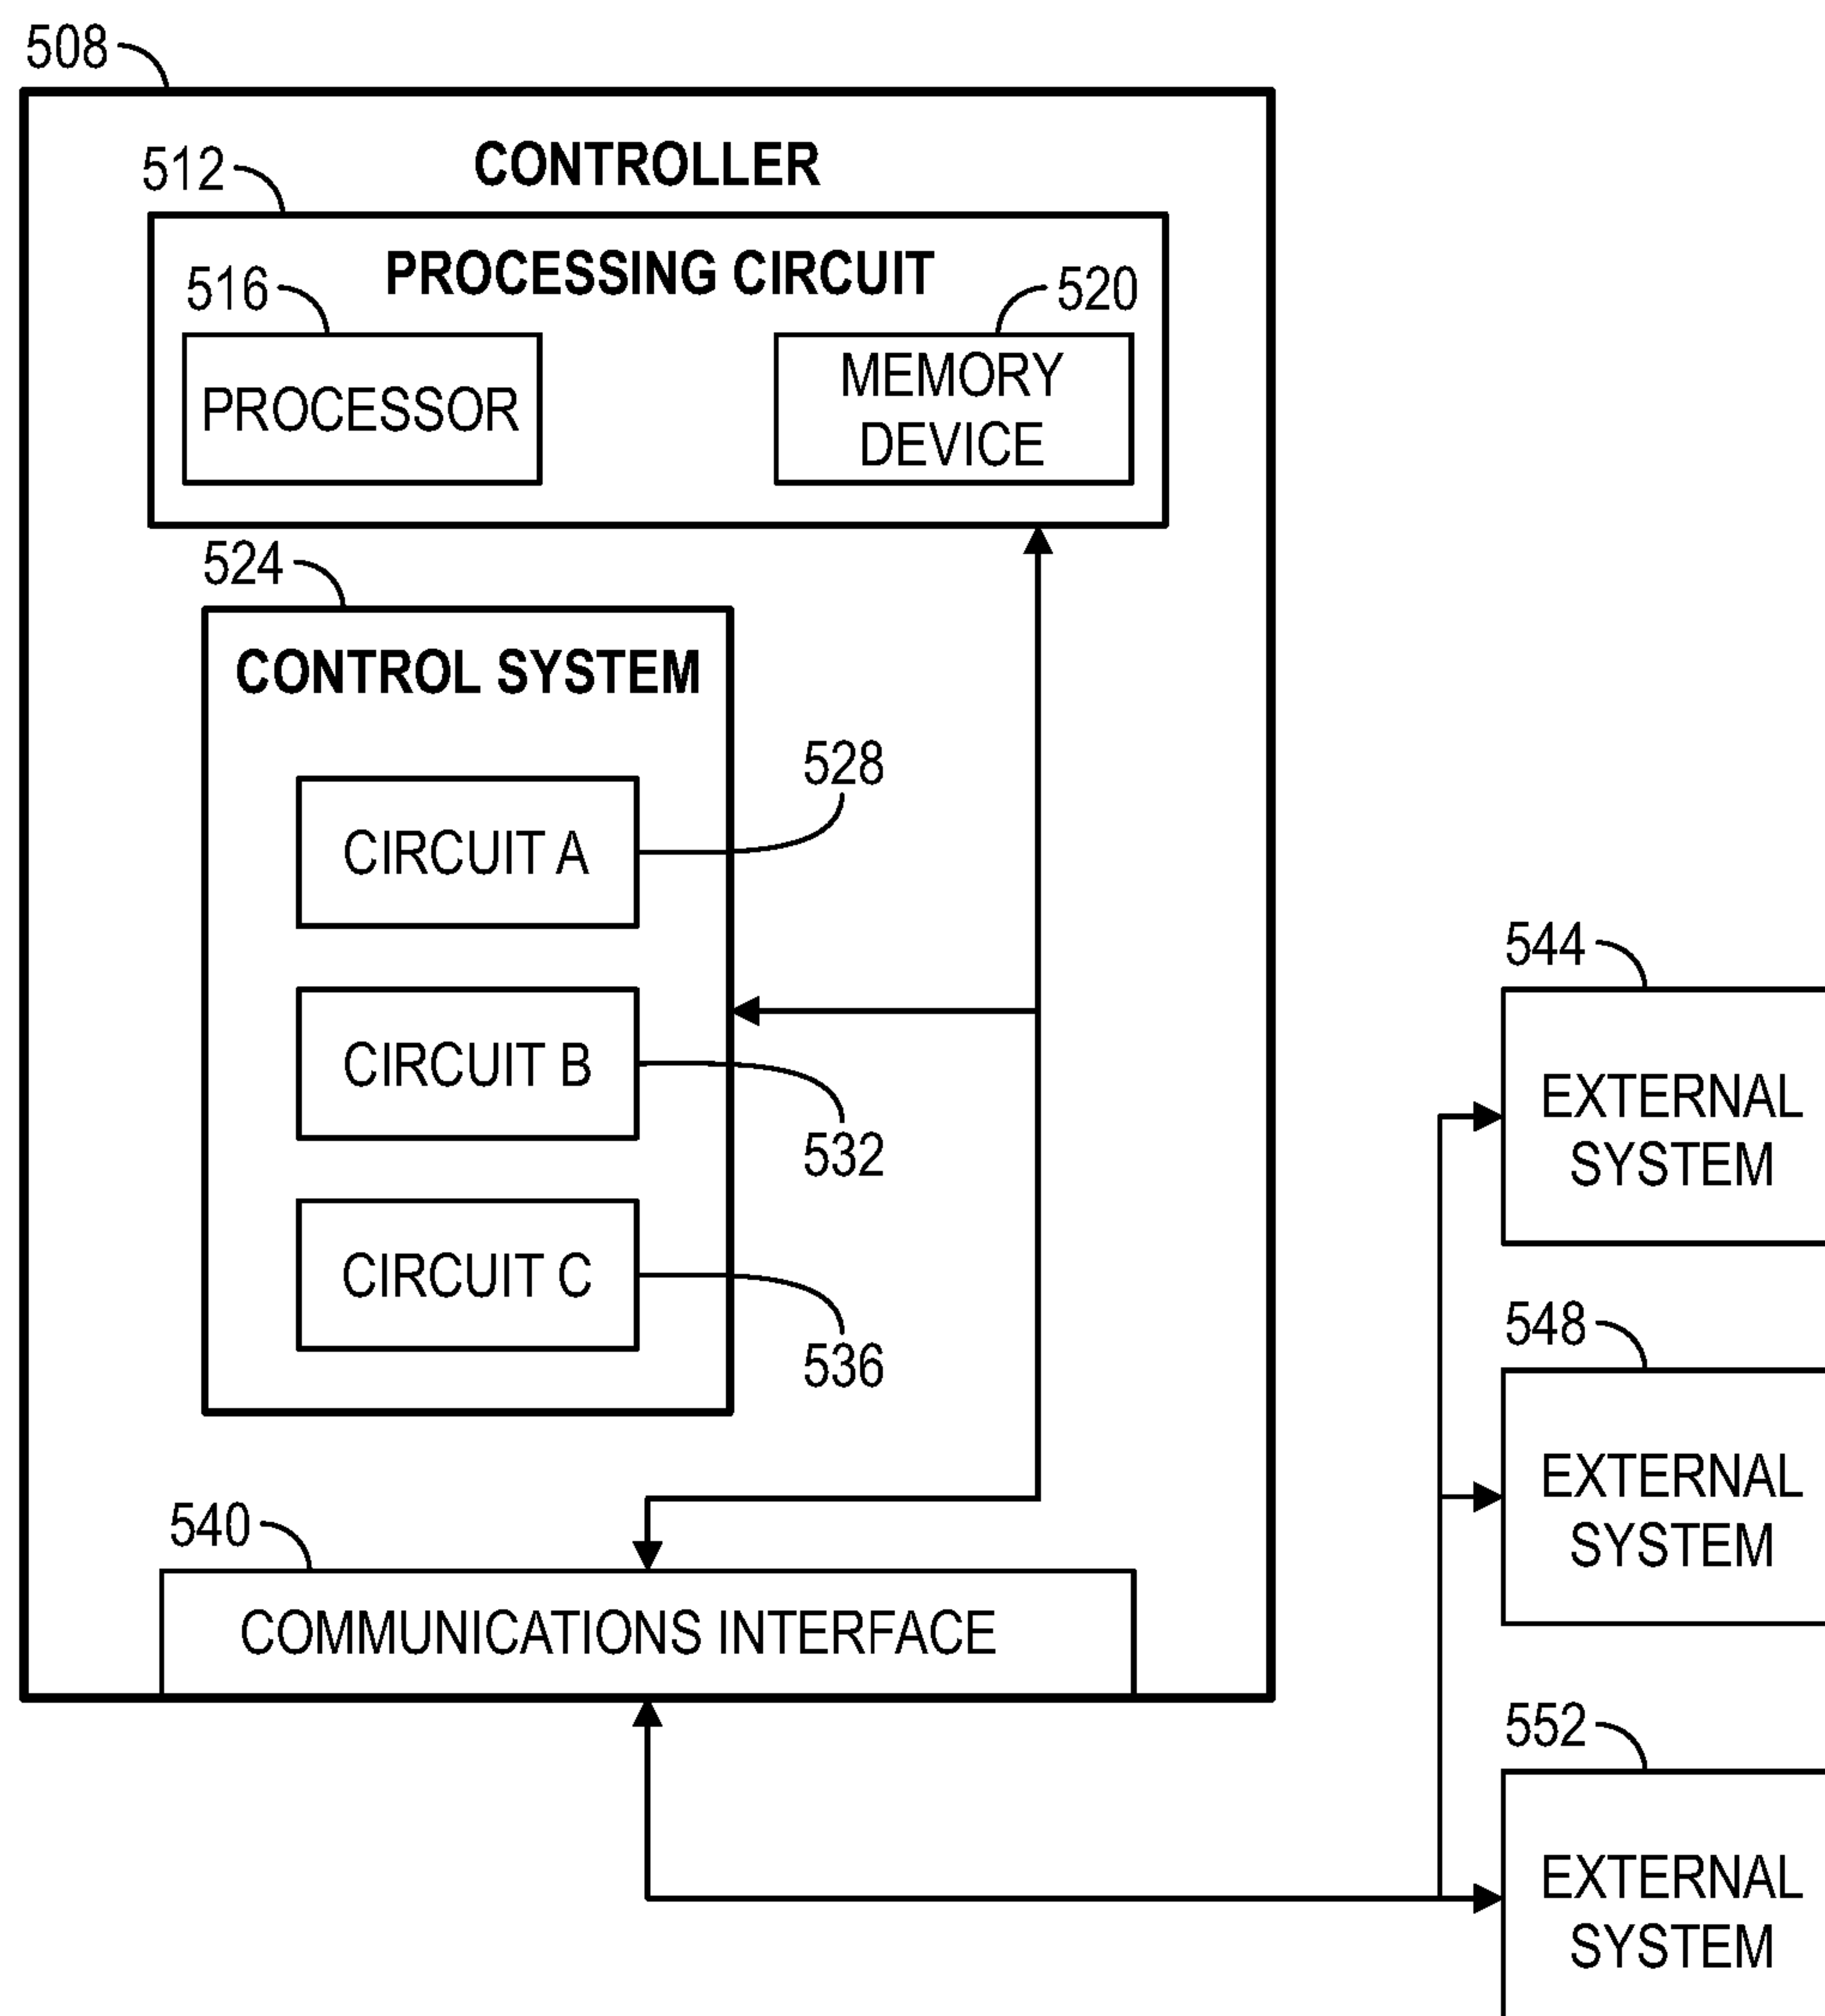 508
CONTROLLER
512
PROCESSING CIRCUIT
516
520
PROCESSOR
MEMORY
DEVICE
524
CONTROL SYSTEM
528
CIRCUIT A
CIRCUIT B
532
CIRCUIT C
536
540
COMMUNICATIONS INTERFACE
544
EXTERNAL
SYSTEM
548
EXTERNAL
SYSTEM
552
EXTERNAL
SYSTEM